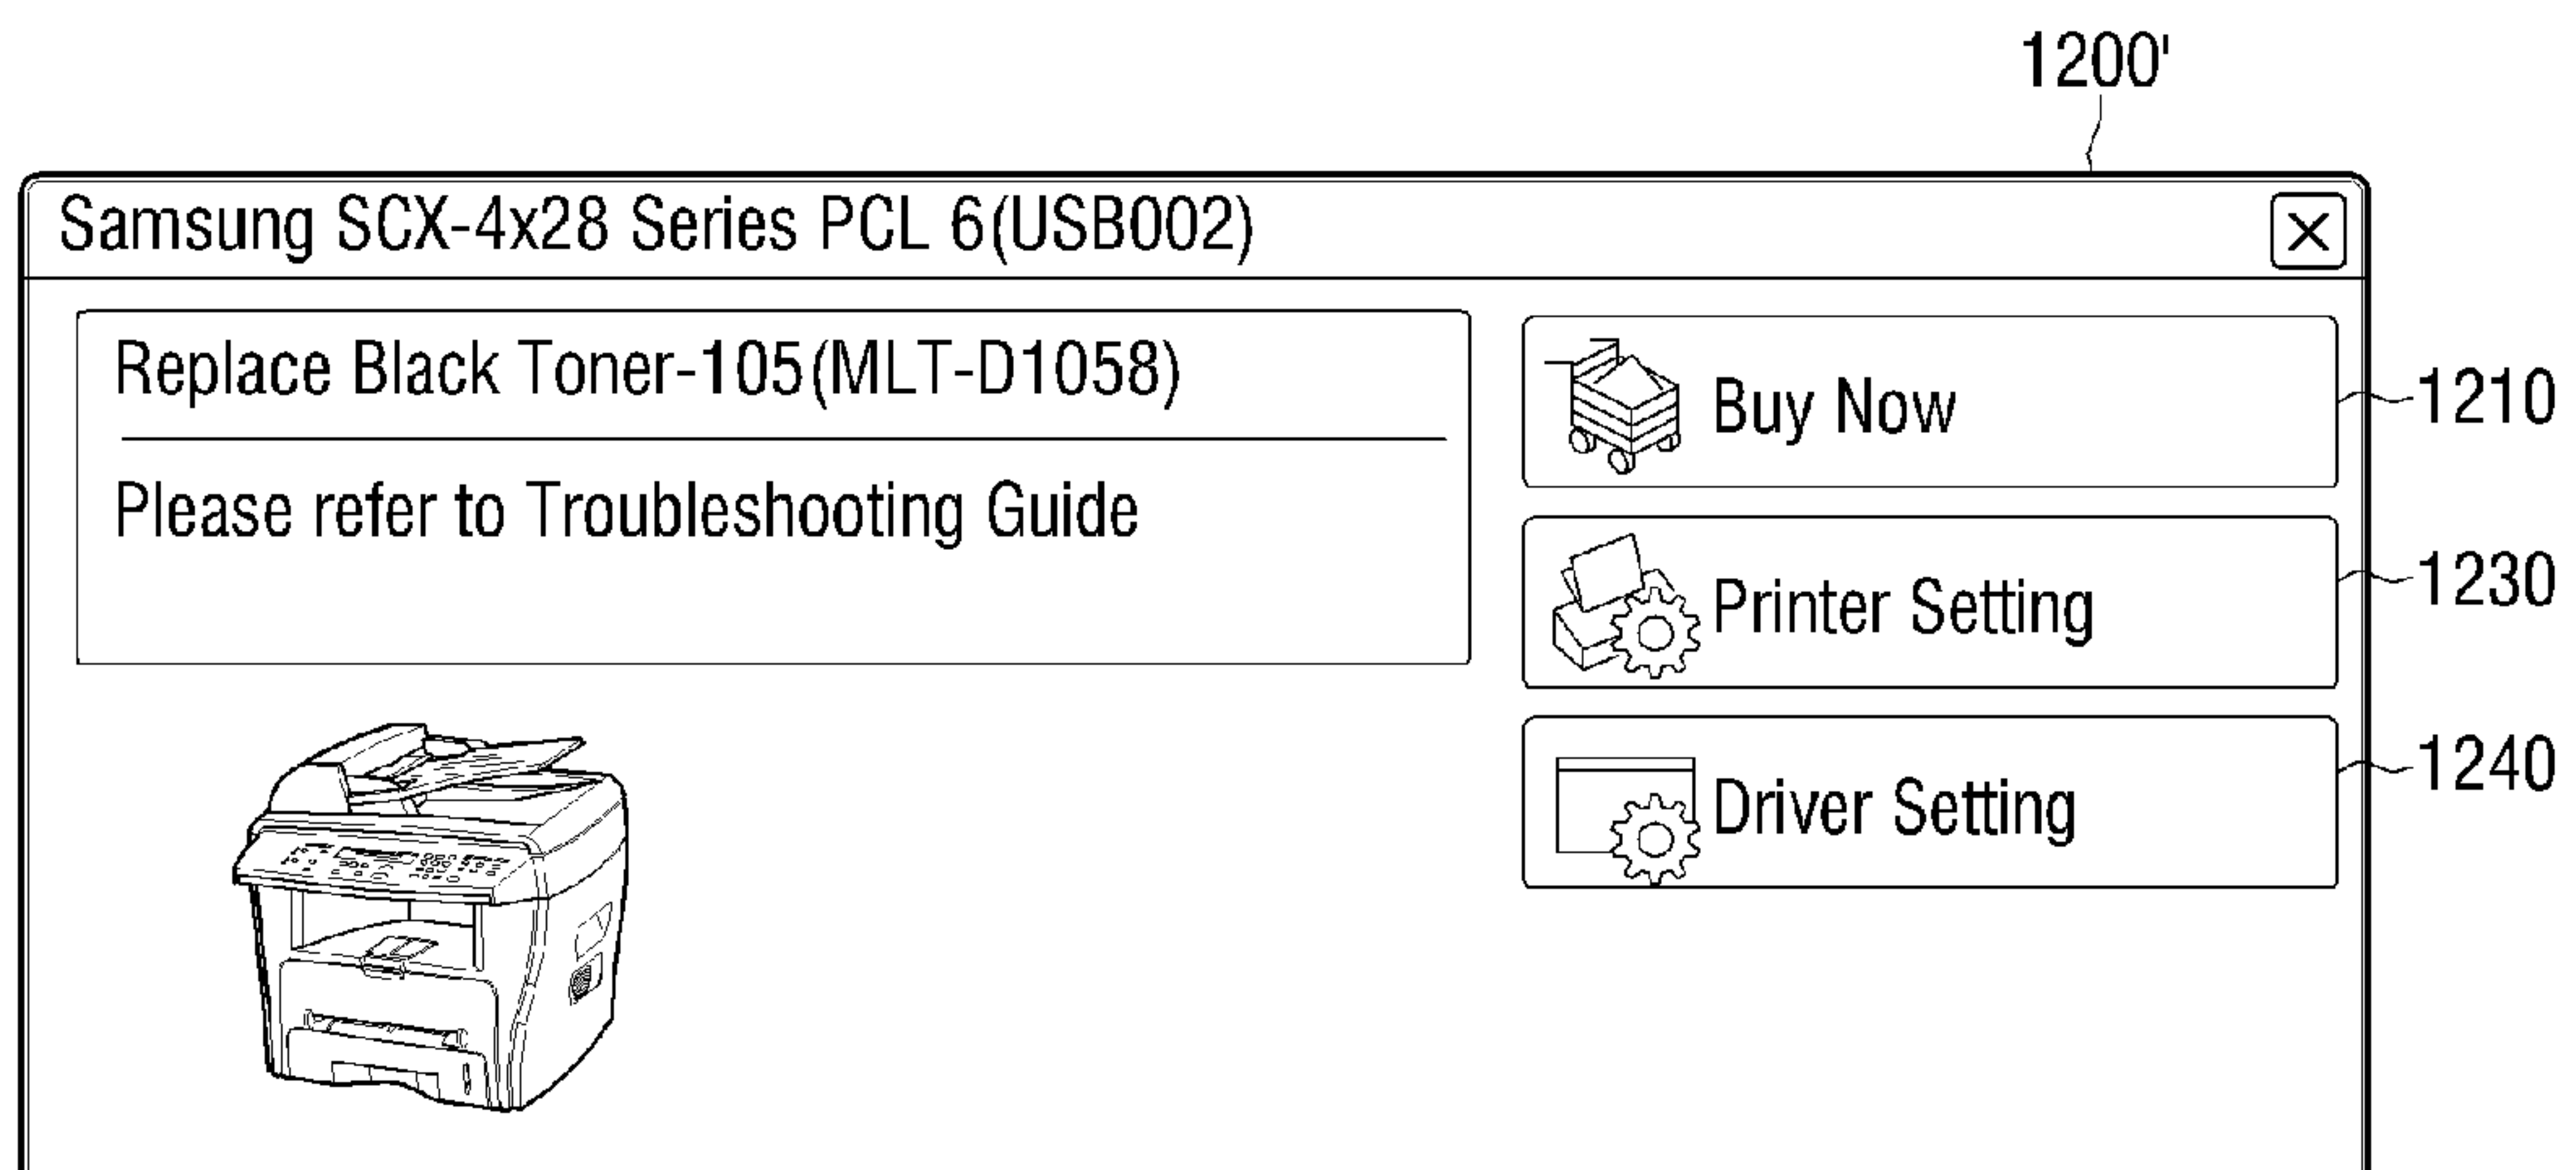 1200'
Samsung SCX-4x28 Series PCL 6(USB002)
Replace Black Toner-105(MLT-D1058)
Please refer to Troubleshooting Guide
Buy Now
1210
Printer Setting
1230
Driver Setting
1240